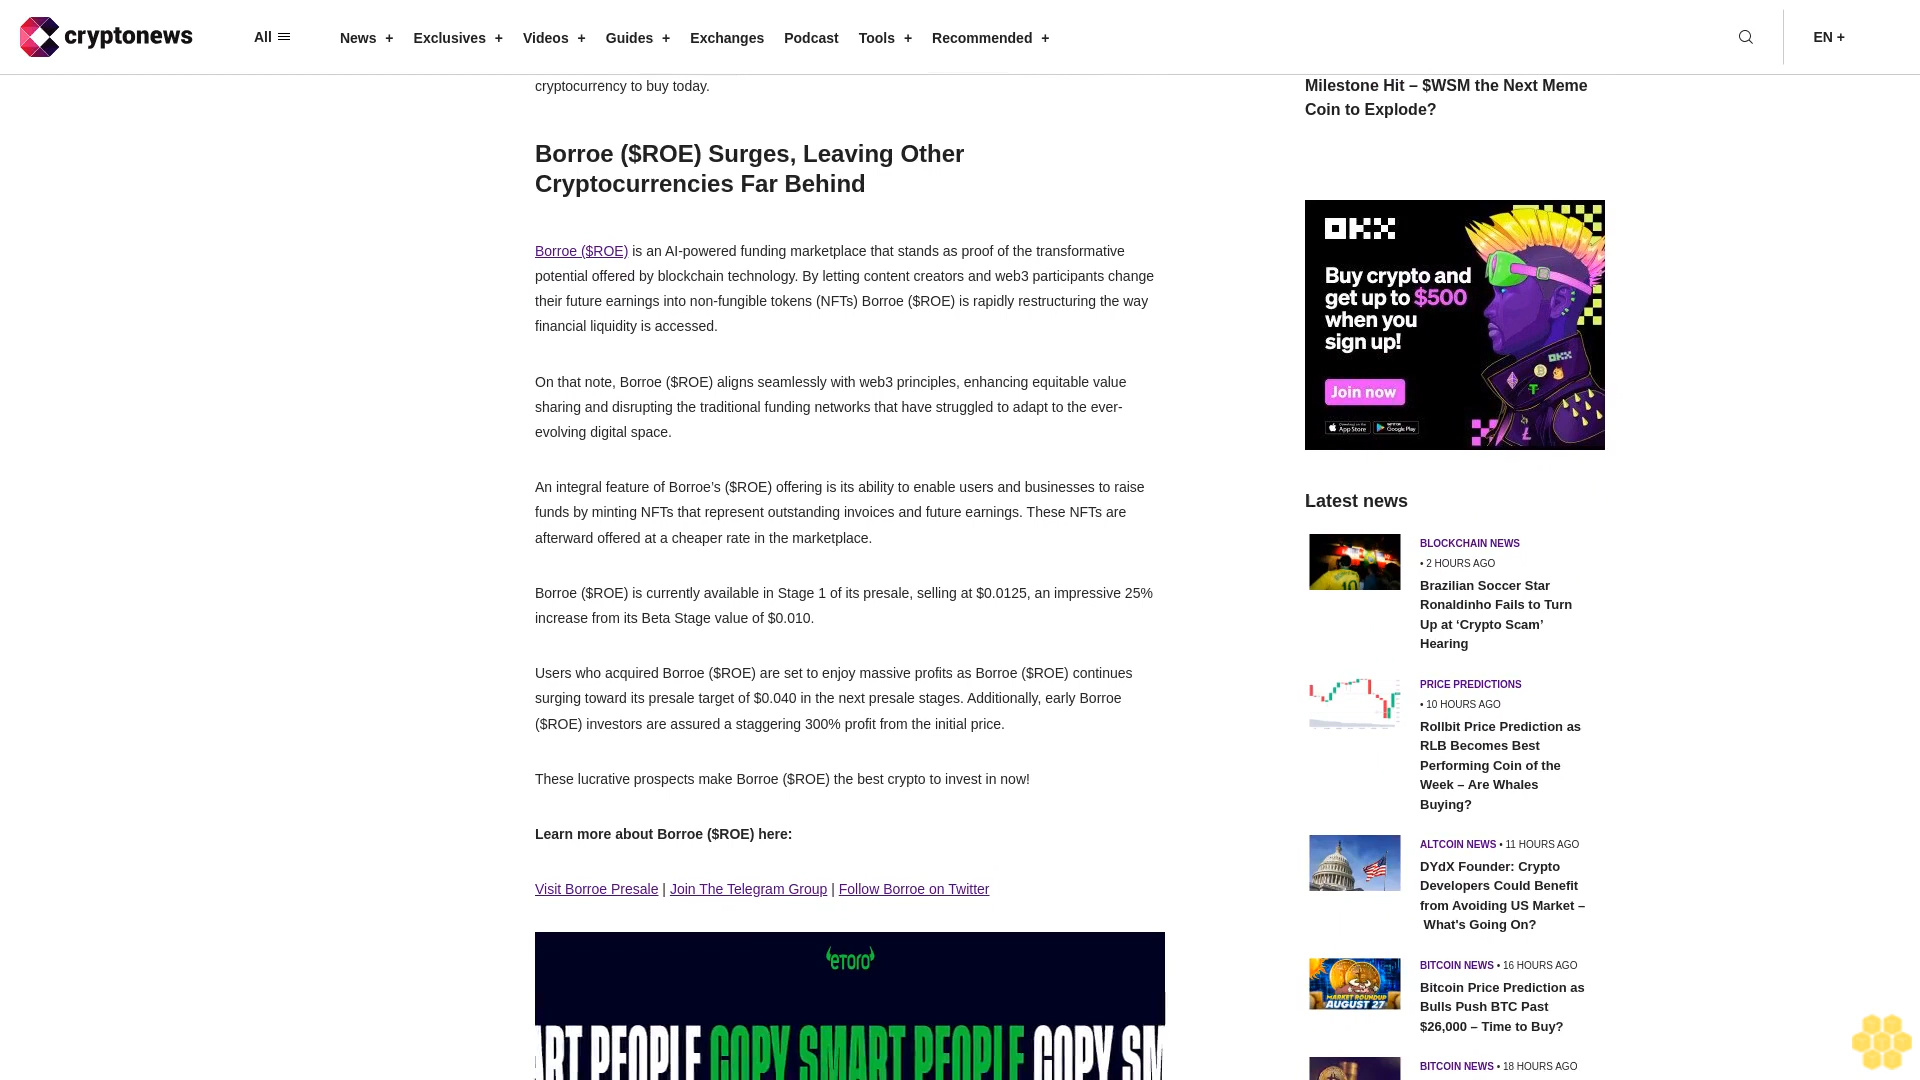 cryptonews
All
News +
Exclusives +
Videos +
Guides +
Exchanges
Podcast
Tools +
Recommended +
EN +
cryptocurrency to buy today.
Borroe ($ROE) Surges, Leaving Other
Cryptocurrencies Far Behind
Borroe ($ROE) is an AI-powered funding marketplace that stands as proof of the transformative
potential offered by blockchain technology. By letting content creators and web3 participants change
their future earnings into non-fungible tokens (NFTs) Borroe ($ROE) is rapidly restructuring the way
financial liquidity is accessed.
On that note, Borroe ($ROE) aligns seamlessly with web3 principles, enhancing equitable value
sharing and disrupting the traditional funding networks that have struggled to adapt to the ever-
evolving digital space.
An integral feature of Borroe’s ($ROE) offering is its ability to enable users and businesses to raise
funds by minting NFTs that represent outstanding invoices and future earnings. These NFTs are
afterward offered at a cheaper rate in the marketplace.
Borroe ($ROE) is currently available in Stage 1 of its presale, selling at $0.0125, an impressive 25%
increase from its Beta Stage value of $0.010.
Users who acquired Borroe ($ROE) are set to enjoy massive profits as Borroe ($ROE) continues
surging toward its presale target of $0.040 in the next presale stages. Additionally, early Borroe
($ROE) investors are assured a staggering 300% profit from the initial price.
These lucrative prospects make Borroe ($ROE) the best crypto to invest in now!
Learn more about Borroe ($ROE) here:
Visit Borroe Presale | Join The Telegram Group | Follow Borroe on Twitter
eToro
ART PEOPLE COPY SMART PEOPLE COPY SM
Milestone Hit – $WSM the Next Meme
Coin to Explode?
OKX
Buy crypto and
get up to $500
when you
sign up!
Join now
App Store
Google Play
OKX
Latest news
BLOCKCHAIN NEWS
• 2 HOURS AGO
Brazilian Soccer Star
Ronaldinho Fails to Turn
Up at ‘Crypto Scam’
Hearing
PRICE PREDICTIONS
• 10 HOURS AGO
Rollbit Price Prediction as
RLB Becomes Best
Performing Coin of the
Week – Are Whales
Buying?
ALTCOIN NEWS • 11 HOURS AGO
DYdX Founder: Crypto
Developers Could Benefit
from Avoiding US Market –
What's Going On?
MARKET ROUNDUP
AUGUST 27
BITCOIN NEWS • 16 HOURS AGO
Bitcoin Price Prediction as
Bulls Push BTC Past
$26,000 – Time to Buy?
BITCOIN NEWS • 18 HOURS AGO